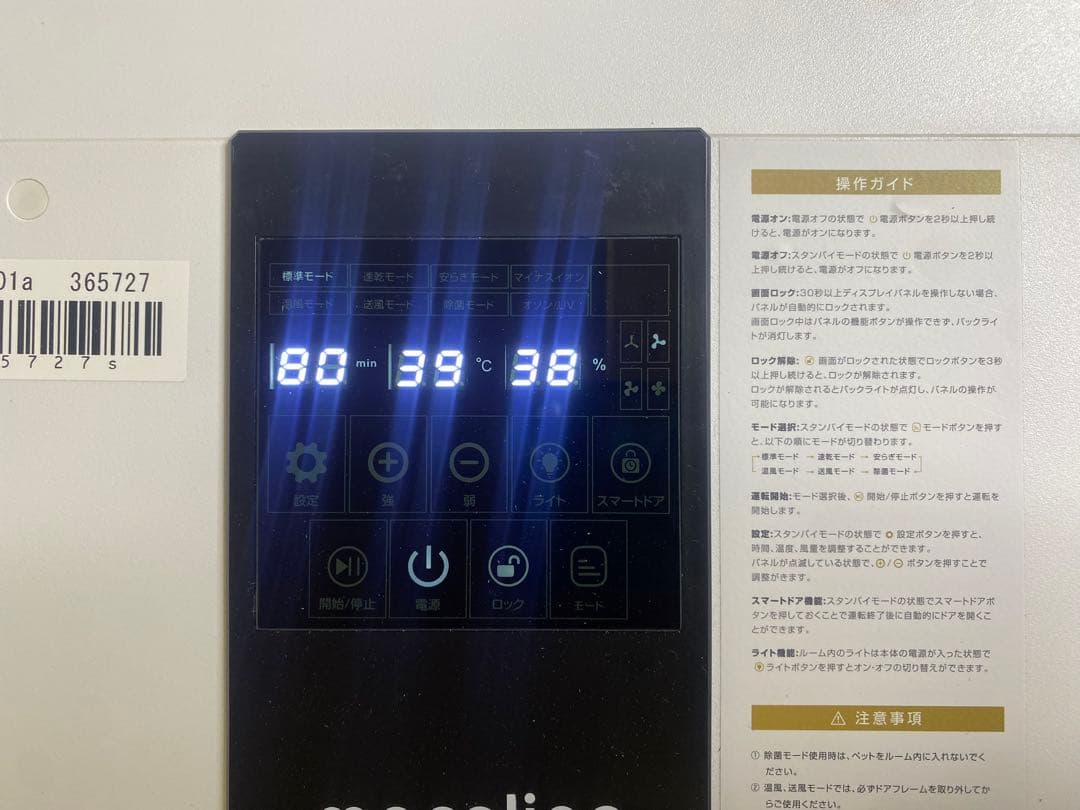 01a 365727
5 7 2 7 s
標準モード
速乾モード
安らぎモード
マイナスイオン
温風モード
送風モード
除菌モード
オゾン/UV
80 min 39 ℃ 38 %
設定
強
弱
ライト
スマートドア
開始/停止
電源
ロック
モード
操作ガイド
電源オン:電源オフの状態で 電源ボタンを2秒以上押し続
けると、電源がオンになります。
電源オフ:スタンバイモードの状態で 電源ボタンを2秒以
上押し続けると、電源がオフになります。
画面ロック:30秒以上ディスプレイパネルを操作しない場合、
パネルが自動的にロックされます。
画面ロック中はパネルの機能ボタンが操作できず、バックライ
トが消灯します。
ロック解除: 画面がロックされた状態でロックボタンを3秒
以上押し続けると、ロックが解除されます。
ロックが解除されるとバックライトが点灯し、パネルの操作が
可能になります。
モード選択:スタンバイモードの状態で モードボタンを押す
と、以下の順にモードが切り替わります。
標準モード → 速乾モード → 安らぎモード
温風モード → 送風モード → 除菌モード
運転開始:モード選択後、 開始/停止ボタンを押すと運転を
開始します。
設定:スタンバイモードの状態で 設定ボタンを押すと、
時間、温度、風量を調整することができます。
パネルが点滅している状態で、⊕/⊖ ボタンを押すことで
調整ができます。
スマートドア機能:スタンバイモードの状態でスマートドアボ
タンを押しておくことで運転終了後に自動的にドアを開くこ
とができます。
ライト機能:ルーム内のライトは本体の電源が入った状態で
ライトボタンを押すとオン・オフの切り替えができます。
⚠ 注意事項
① 除菌モード使用時は、ペットをルーム内に入れないでく
ださい。
② 温風、送風モードでは、必ずドアフレームを取り外してか
らご使用ください。